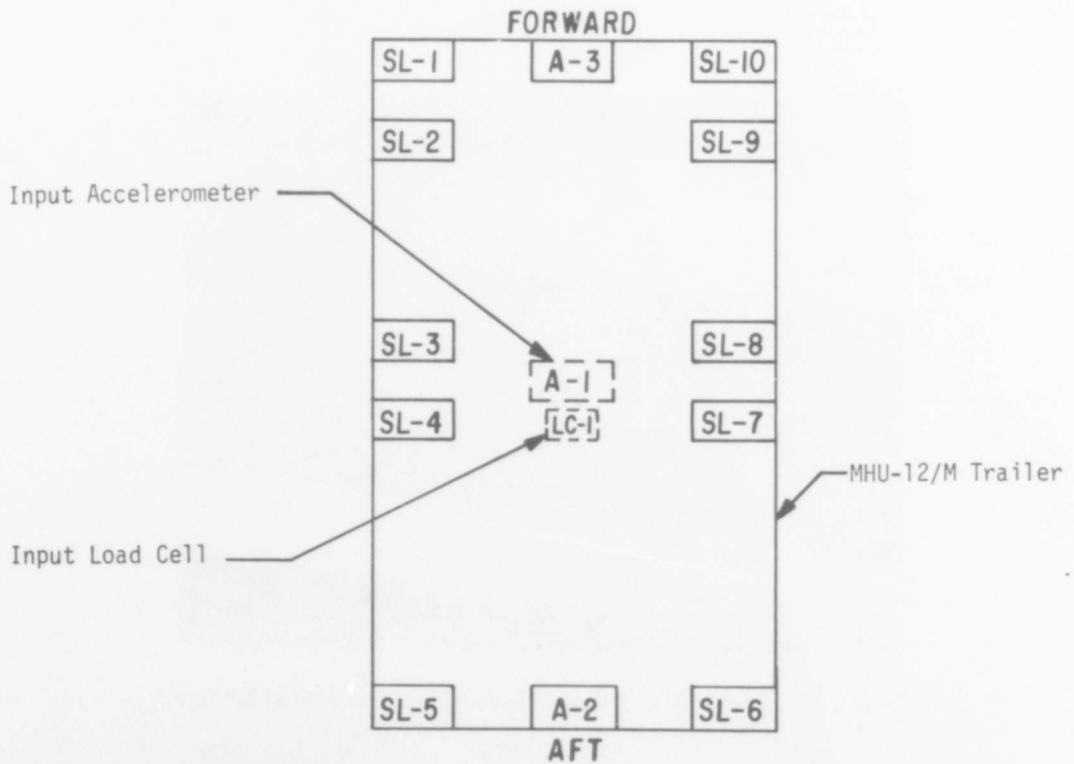 FORWARD
SL-1 A-3 SL-10
SL-2 SL-9
Input Accelerometer
SL-3 SL-8
A-1
SL-4 LC-1 SL-7
MHU-12/M Trailer
Input Load Cell
SL-5 A-2 SL-6
AFT